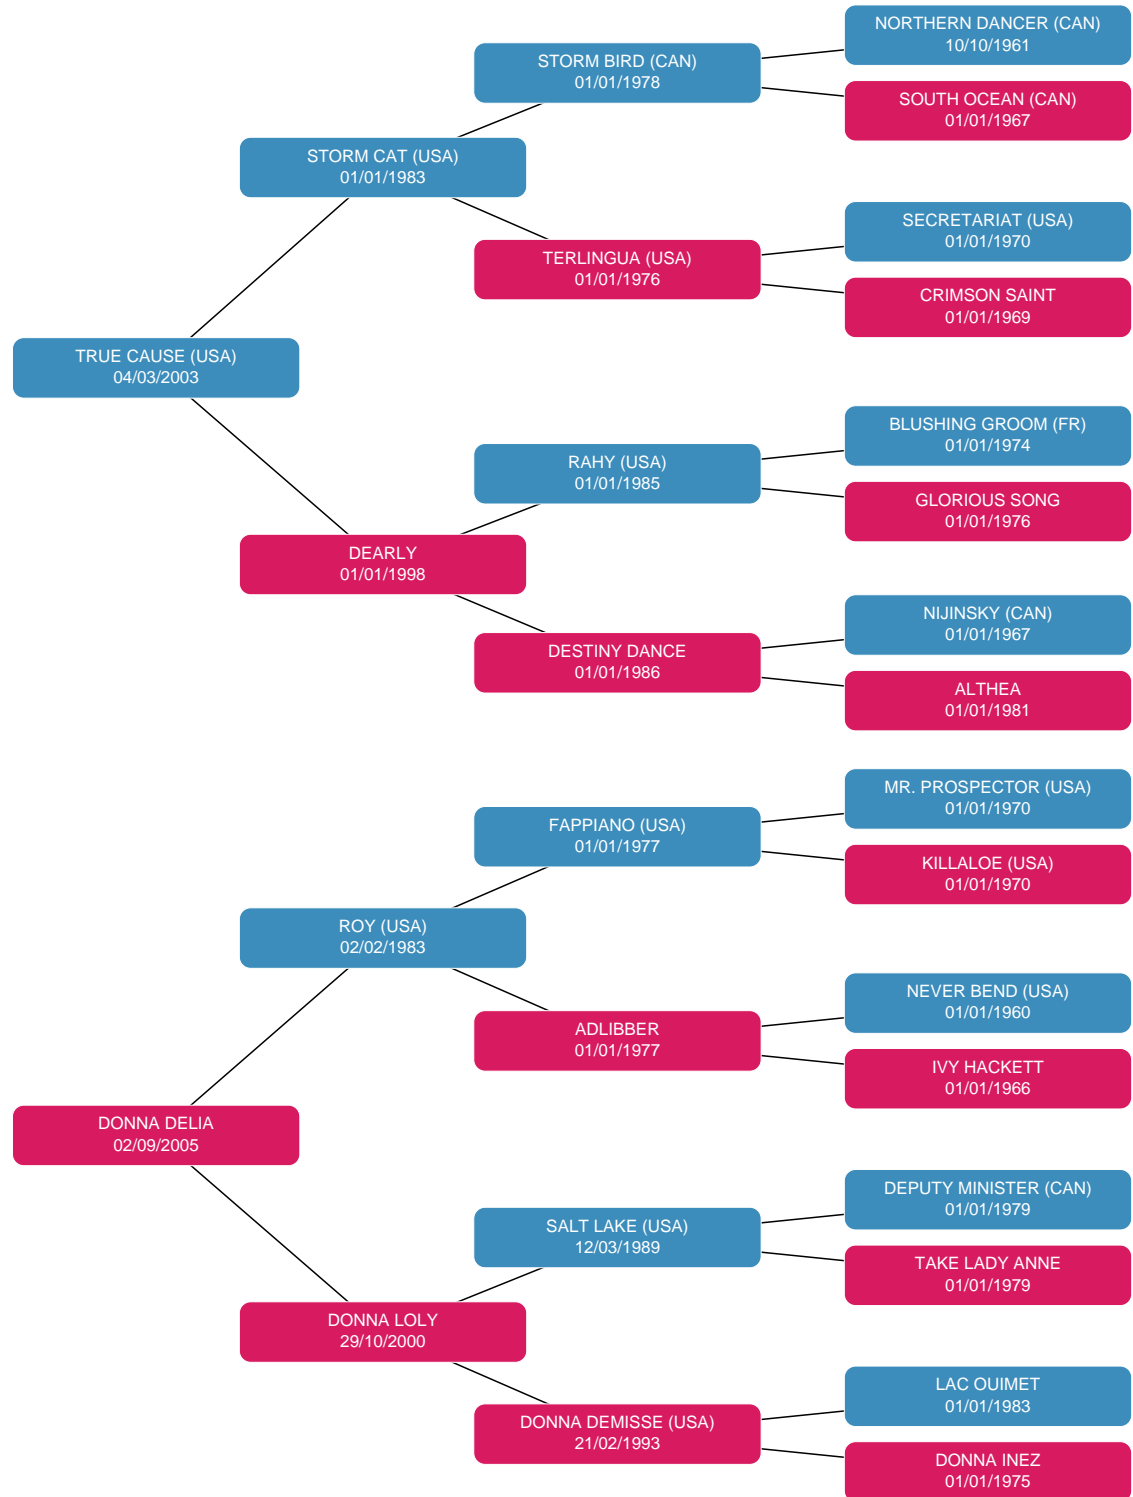 NORTHERN DANCER (CAN)
10/10/1961
STORM BIRD (CAN)
01/01/1978
SOUTH OCEAN (CAN)
01/01/1967
STORM CAT (USA)
01/01/1983
SECRETARIAT (USA)
01/01/1970
TERLINGUA (USA)
01/01/1976
CRIMSON SAINT
01/01/1969
TRUE CAUSE (USA)
04/03/2003
BLUSHING GROOM (FR)
01/01/1974
RAHY (USA)
01/01/1985
GLORIOUS SONG
01/01/1976
DEARLY
01/01/1998
NIJINSKY (CAN)
01/01/1967
DESTINY DANCE
01/01/1986
ALTHEA
01/01/1981
MR. PROSPECTOR (USA)
01/01/1970
FAPPIANO (USA)
01/01/1977
KILLALOE (USA)
01/01/1970
ROY (USA)
02/02/1983
NEVER BEND (USA)
01/01/1960
ADLIBBER
01/01/1977
IVY HACKETT
01/01/1966
DONNA DELIA
02/09/2005
DEPUTY MINISTER (CAN)
01/01/1979
SALT LAKE (USA)
12/03/1989
TAKE LADY ANNE
01/01/1979
DONNA LOLY
29/10/2000
LAC OUIMET
01/01/1983
DONNA DEMISSE (USA)
21/02/1993
DONNA INEZ
01/01/1975